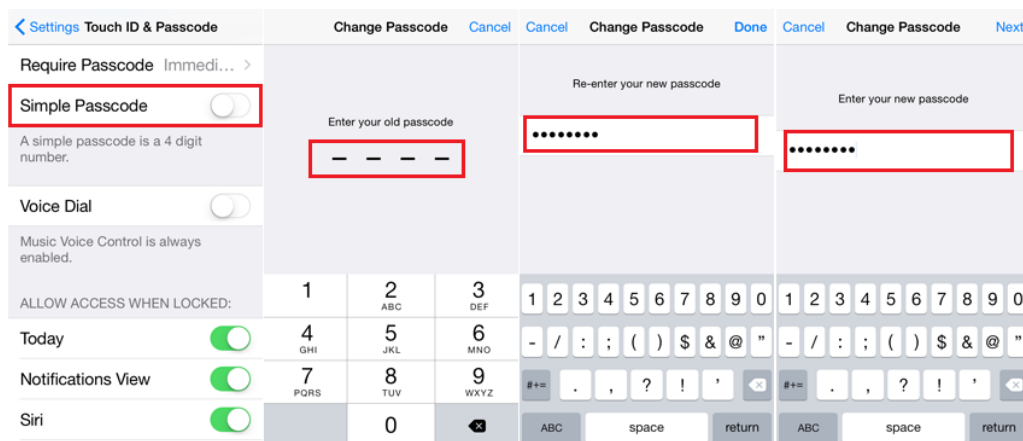 Settings Touch ID & Passcode
Require Passcode Immedi...
Simple Passcode
A simple passcode is a 4 digit
number.
Voice Dial
Music Voice Control is always
enabled.
ALLOW ACCESS WHEN LOCKED:
Today
Notifications View
Siri
Change Passcode Cancel
Enter your old passcode
1 2 3
ABC DEF
4 5 6
GHI JKL MNO
7 8 9
PQRS TUV WXYZ
0
Cancel Change Passcode Done
Re-enter your new passcode
••••••••
1 2 3 4 5 6 7 8 9 0
- / : ; ( ) $ & @ "
#+= . , ? ! '
ABC space return
Cancel Change Passcode Next
Enter your new passcode
••••••••
1 2 3 4 5 6 7 8 9 0
- / : ; ( ) $ & @ "
#+= . , ? ! '
ABC space return